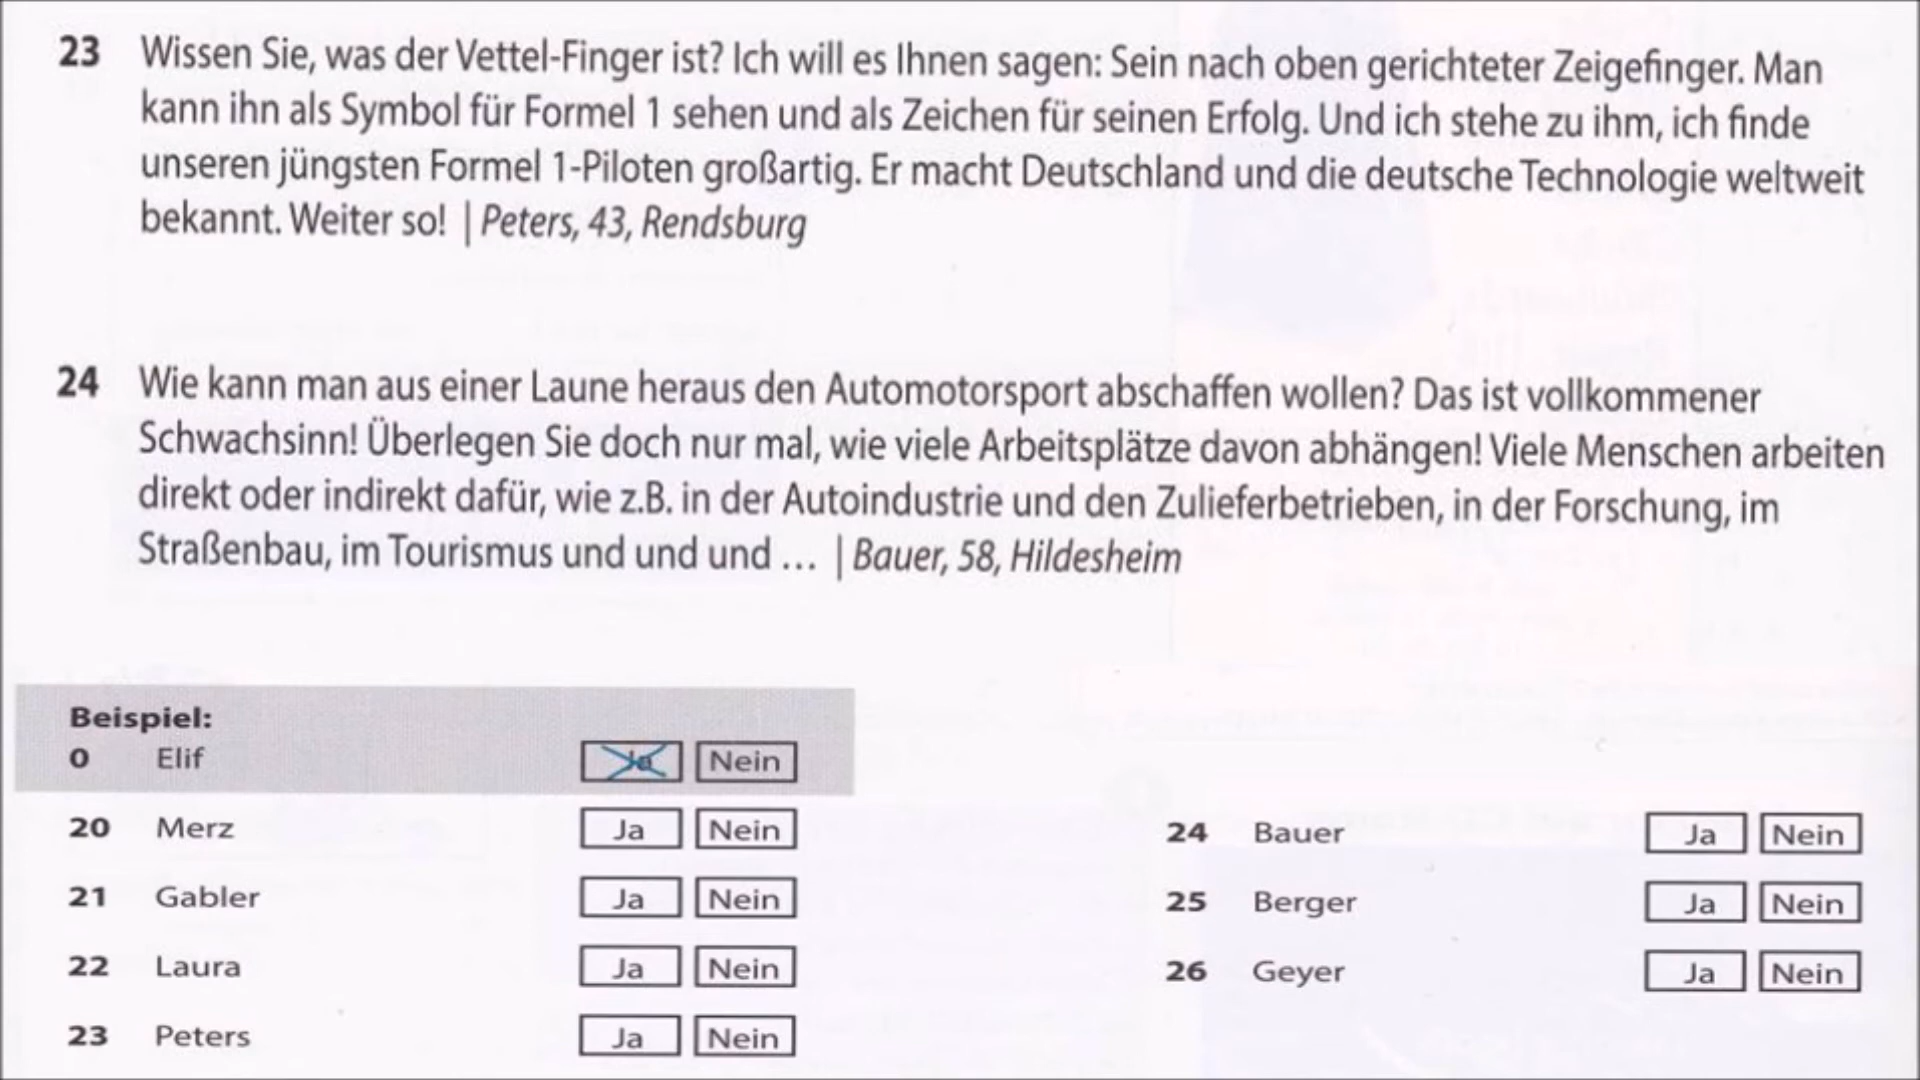 23 Wissen Sie, was der Vettel-Finger ist? Ich will es Ihnen sagen: Sein nach oben gerichteter Zeigefinger. Man
kann ihn als Symbol für Formel 1 sehen und als Zeichen für seinen Erfolg. Und ich stehe zu ihm, ich finde
unseren jüngsten Formel 1-Piloten großartig. Er macht Deutschland und die deutsche Technologie weltweit
bekannt. Weiter so! | Peters, 43, Rendsburg
24 Wie kann man aus einer Laune heraus den Automotorsport abschaffen wollen? Das ist vollkommener
Schwachsinn! Überlegen Sie doch nur mal, wie viele Arbeitsplätze davon abhängen! Viele Menschen arbeiten
direkt oder indirekt dafür, wie z.B. in der Autoindustrie und den Zulieferbetrieben, in der Forschung, im
Straßenbau, im Tourismus und und und ... | Bauer, 58, Hildesheim
Beispiel:
0 Elif Ja Nein
20 Merz Ja Nein
21 Gabler Ja Nein
22 Laura Ja Nein
23 Peters Ja Nein
24 Bauer Ja Nein
25 Berger Ja Nein
26 Geyer Ja Nein